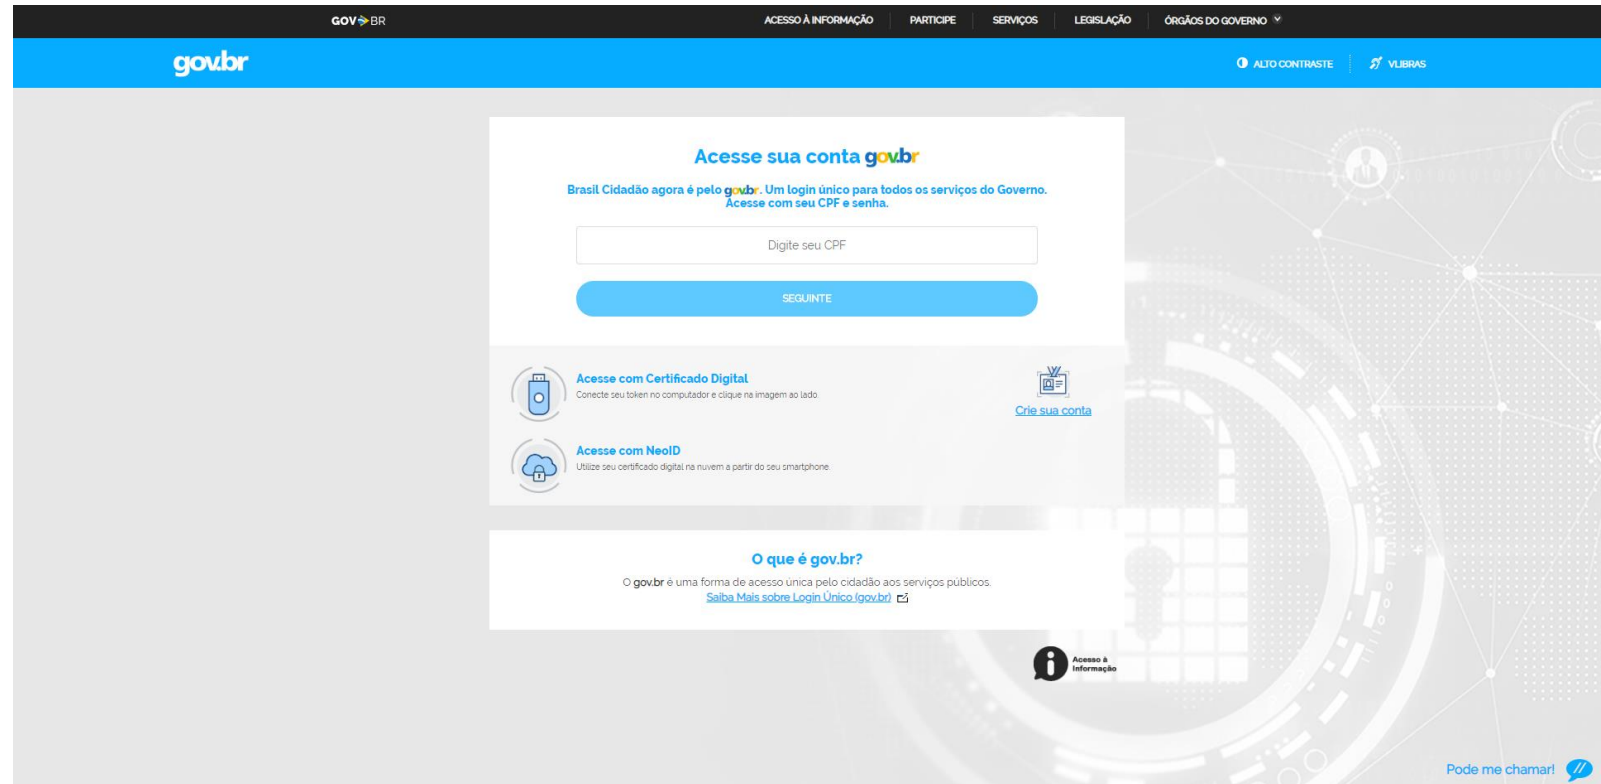 GOV BR
ACESSO À INFORMAÇÃO
PARTICIPE
SERVIÇOS
LEGISLAÇÃO
ÓRGÃOS DO GOVERNO
gov.br
ALTO CONTRASTE
VLIBRAS
Acesse sua conta gov.br
Brasil Cidadão agora é pelo gov.br. Um login único para todos os serviços do Governo.
Acesse com seu CPF e senha.
Digite seu CPF
SEGUINTE
Acesse com Certificado Digital
Conecte seu token no computador e clique na imagem ao lado.
Crie sua conta
Acesse com NeoID
Utilize seu certificado digital na nuvem a partir do seu smartphone.
O que é gov.br?
O gov.br é uma forma de acesso única pelo cidadão aos serviços públicos.
Saiba Mais sobre Login Único (gov.br)
Acesso à
Informação
Pode me chamar!